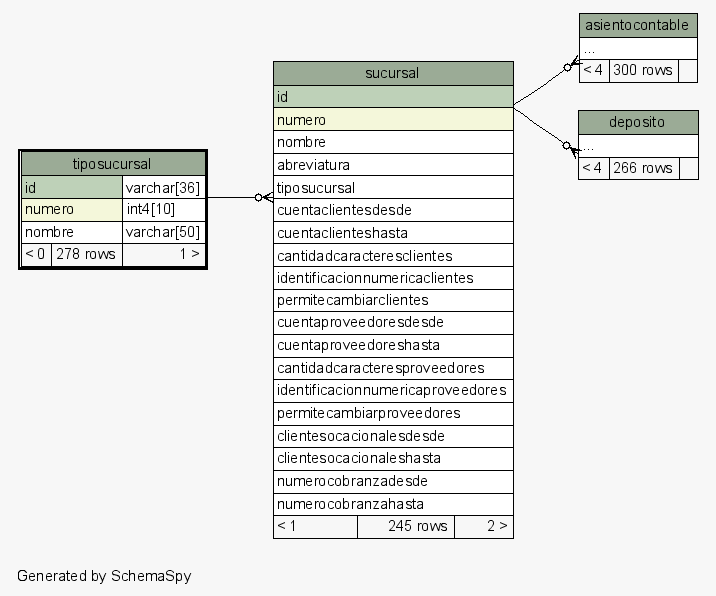 tiposucursal
id varchar[36]
numero int4[10]
nombre varchar[50]
< 0 278 rows 1 >
sucursal
id
numero
nombre
abreviatura
tiposucursal
cuentaclientesdesde
cuentaclienteshasta
cantidadcaracteresclientes
identificacionnumericaclientes
permitecambiarclientes
cuentaproveedoresdesde
cuentaproveedoreshasta
cantidadcaracteresproveedores
identificacionnumericaproveedores
permitecambiarproveedores
clientesocacionalesdesde
clientesocacionaleshasta
numerocobranzadesde
numerocobranzahasta
< 1 245 rows 2 >
asientocontable
...
< 4 300 rows
deposito
...
< 4 266 rows
Generated by SchemaSpy